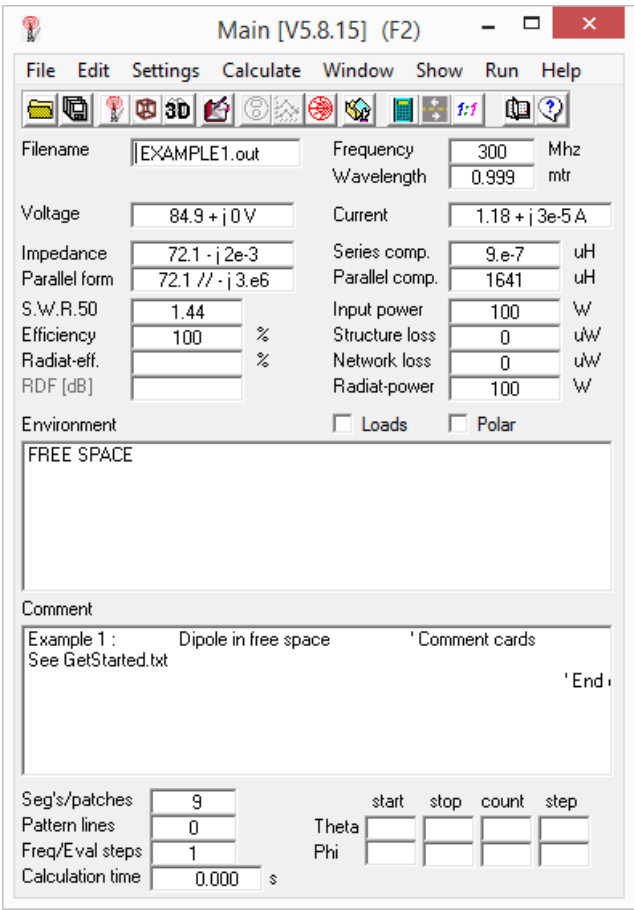 Main [V5.8.15] (F2)
File Edit Settings Calculate Window Show Run Help
3D 1:1
Filename EXAMPLE1.out Frequency 300 Mhz
Wavelength 0.999 mtr
Voltage 84.9 + j 0 V Current 1.18 + j 3e-5 A
Impedance 72.1 - j 2e-3 Series comp. 9.e-7 uH
Parallel form 72.1 // - j 3.e6 Parallel comp. 1641 uH
S.W.R.50 1.44 Input power 100 W
Efficiency 100 % Structure loss 0 uW
Radiat-eff. % Network loss 0 uW
RDF [dB] Radiat-power 100 W
Environment Loads Polar
FREE SPACE
Comment
Example 1 : Dipole in free space ' Comment cards
See GetStarted.txt
' End
Seg's/patches 9 start stop count step
Pattern lines 0 Theta
Freq/Eval steps 1 Phi
Calculation time 0.000 s